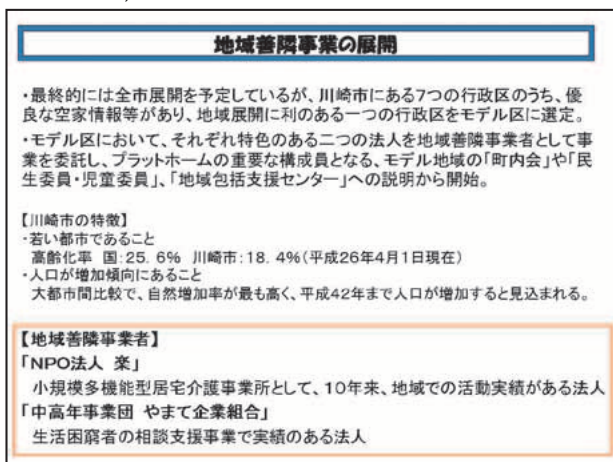 地域善隣事業の展開
・最終的には全市展開を予定しているが、川崎市にある7つの行政区のうち、優
良な空家情報等があり、地域展開に利のある一つの行政区をモデル区に選定。
・モデル区において、それぞれ特色のある二つの法人を地域善隣事業者として事
業を委託し、プラットホームの重要な構成員となる、モデル地域の「町内会」や「民
生委員・児童委員」、「地域包括支援センター」への説明から開始。
【川崎市の特徴】
・若い都市であること
高齢化率 国:25.6% 川崎市:18.4%(平成26年4月1日現在)
・人口が増加傾向にあること
大都市間比較で、自然増加率が最も高く、平成42年まで人口が増加すると見込まれる。
【地域善隣事業者】
「NPO法人 楽」
小規模多機能型居宅介護事業所として、10年来、地域での活動実績がある法人
「中高年事業団 やまて企業組合」
生活困窮者の相談支援事業で実績のある法人